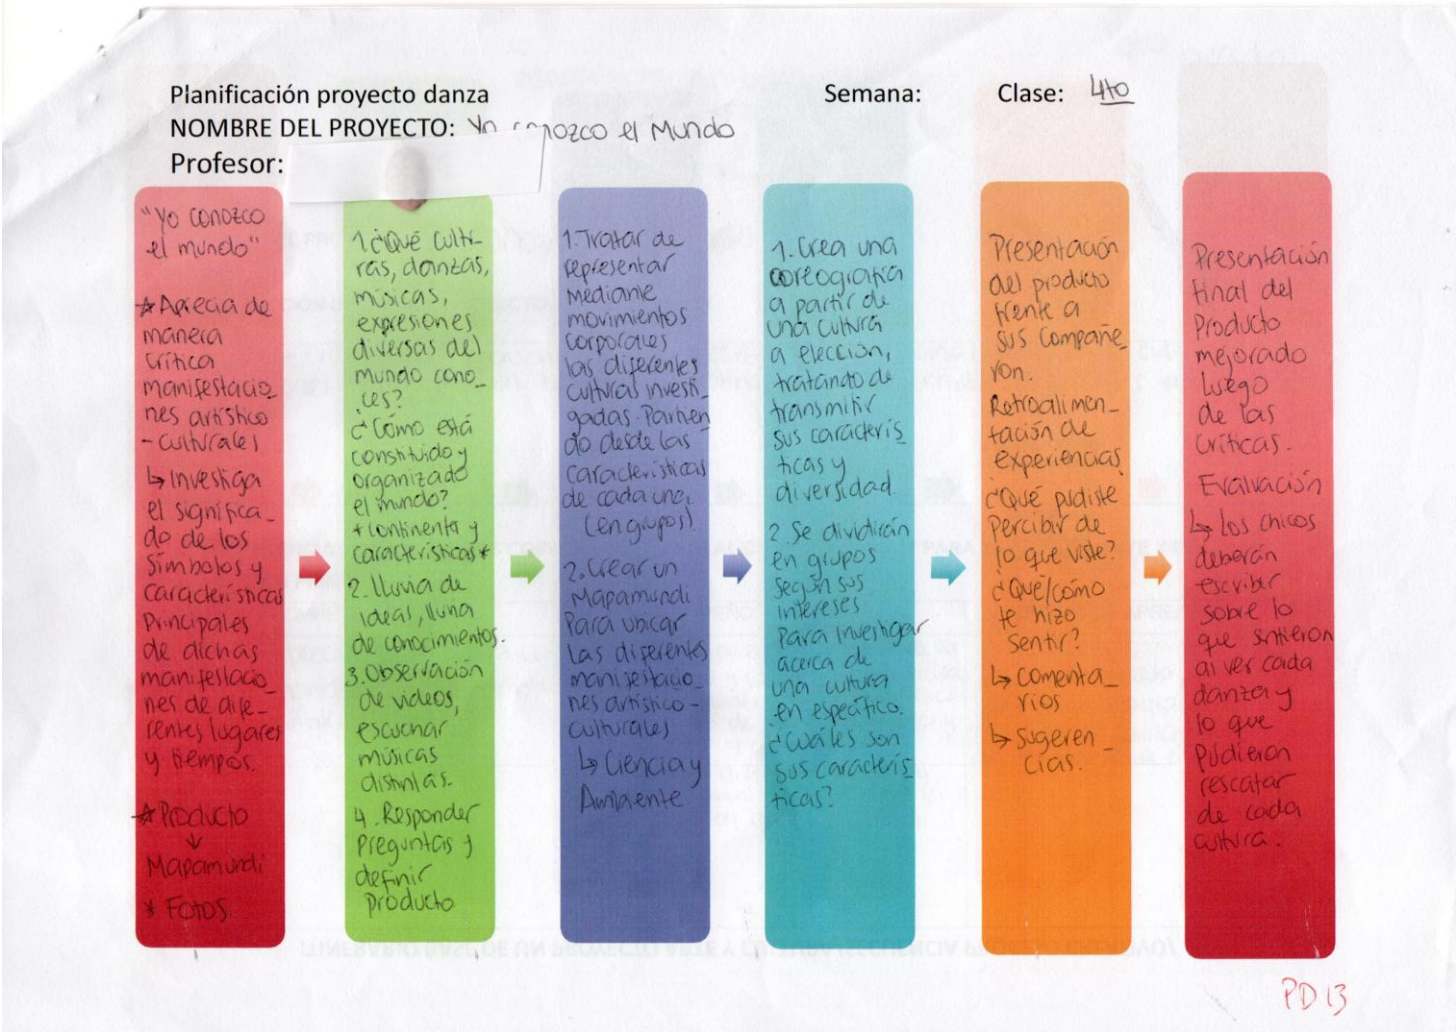 Planificación proyecto danza
Semana:
Clase: 4to
NOMBRE DEL PROYECTO: Yo conozco el Mundo
Profesor:
"Yo conozco
el mundo"
* Aprecia de
manera
crítica
manifestacio_
nes artístico
- culturales
↳ Investiga
el significa_
do de los
símbolos y
características
Principales
de dichas
manifestacio_
nes de dife_
rentes lugares
y tiempos.
* Producto
↓
Mapamundi
* Fotos.
1. ¿Qué cultu-
ras, danzas,
músicas,
expresiones
diversas del
mundo cono_
ces?
¿Cómo está
constituido y
organizado
el mundo?
* continente y
características *
2. lluvia de
ideas, lluvia
de conocimientos.
3. Observación
de videos,
escuchar
músicas
distintas.
4. Responder
Preguntas y
definir
Producto
1. Tratar de
representar
mediante
movimientos
corporales
las diferentes
culturas investi_
gadas. Partien
do desde las
características
de cada una,
(en grupos)
2. Crear un
Mapamundi
Para ubicar
Las diferentes
manifestacio_
nes artístico -
culturales
↳ Ciencia y
Ambiente
1. Crea una
coreografía
a partir de
una cultura
a elección,
tratando de
transmitir
sus caracterís_
ticas y
diversidad.
2. Se dividirán
en grupos
según sus
intereses
Para investigar
acerca de
una cultura
en específico.
¿Cuáles son
sus caracterís_
ticas?
Presentación
del producto
frente a
sus compañe_
ron.
Retroalimen_
tación de
experiencias.
¿Qué pudiste
percibir de
lo que viste?
¿Qué/cómo
te hizo
sentir?
↳ comenta_
rios
↳ sugeren_
cias.
Presentación
final del
Producto
mejorado
Luego
de las
críticas.
Evaluación
↳ Los chicos
deberán
escribir
sobre lo
que sintieron
al ver cada
danza y
lo que
pudieron
rescatar
de cada
cultura.
PD 13